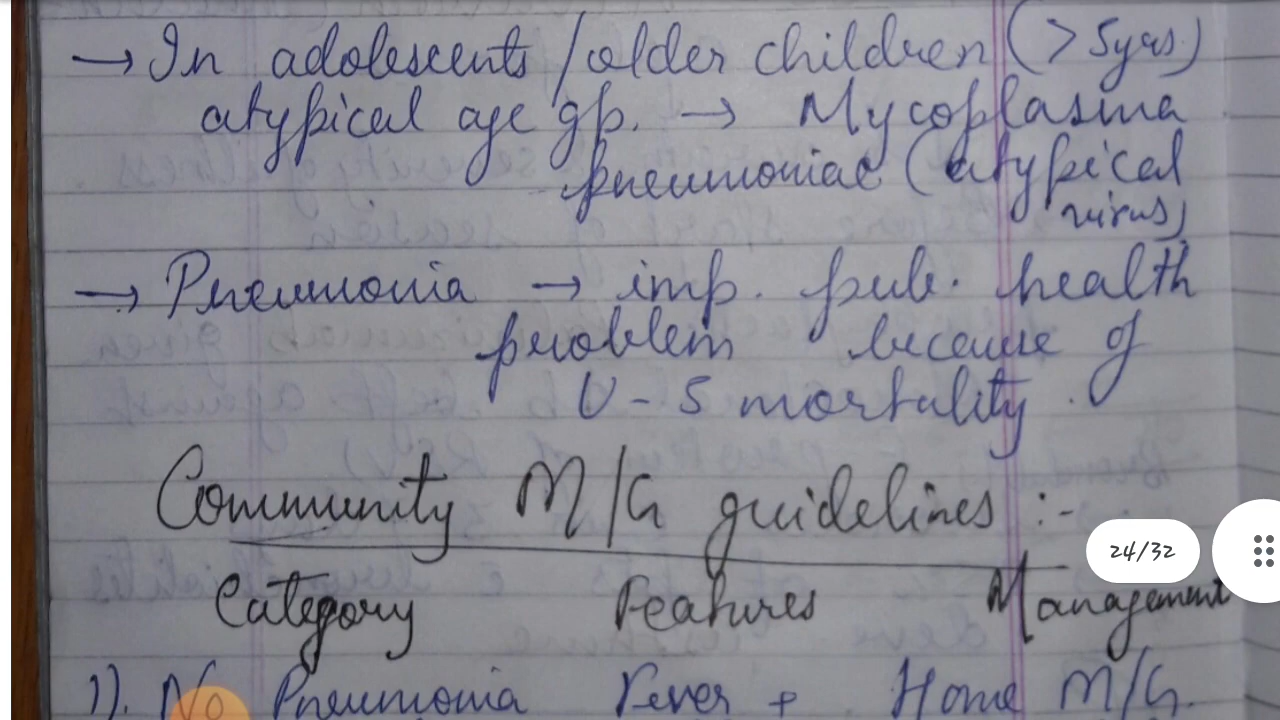 → In adolescents / older children (> 5yrs)
atypical age gp. → Mycoplasma
pneumoniae (atypical
virus)
→ Pneumonia → imp. pub. health
problem because of
U-5 mortality.
Community M/G guidelines :-
24/32
Category Features Management
1). No Pneumonia Fever + Home M/G.